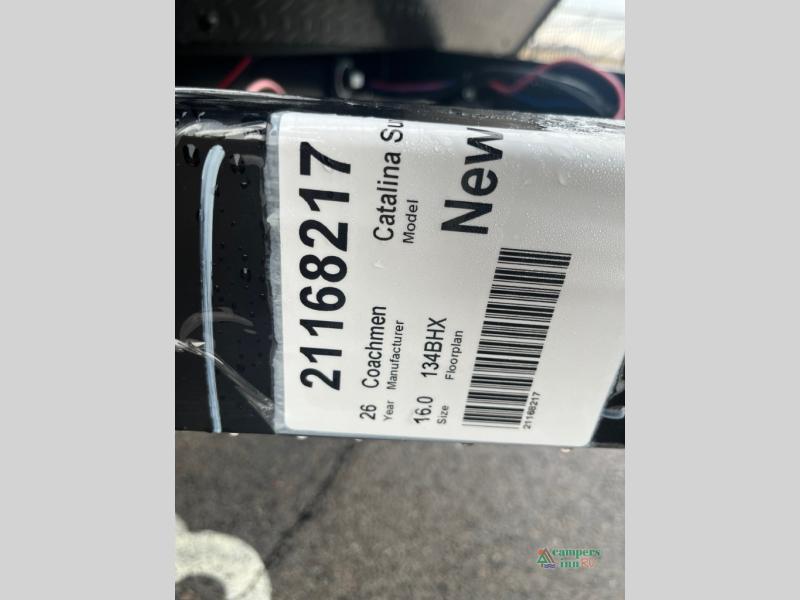 21168217
26 Coachmen Catalina Su
Year Manufacturer Model
16.0 134BHX New
Size Floorplan
21168217
campers
inn RV